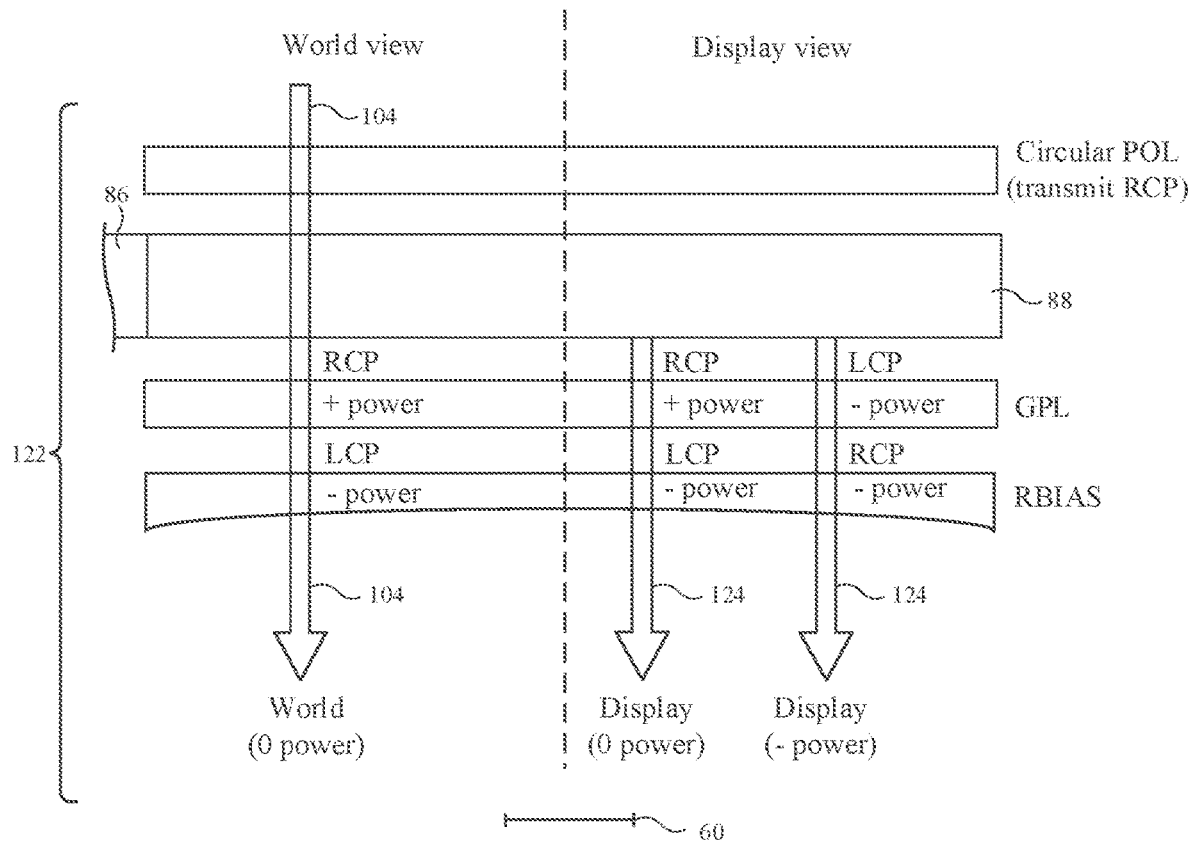 World view
Display view
104
Circular POL
(transmit RCP)
86
88
RCP
RCP
LCP
+ power
+ power
- power
GPL
122
LCP
LCP
RCP
- power
- power
- power
RBIAS
104
124
124
World
(0 power)
Display
(0 power)
Display
(- power)
60